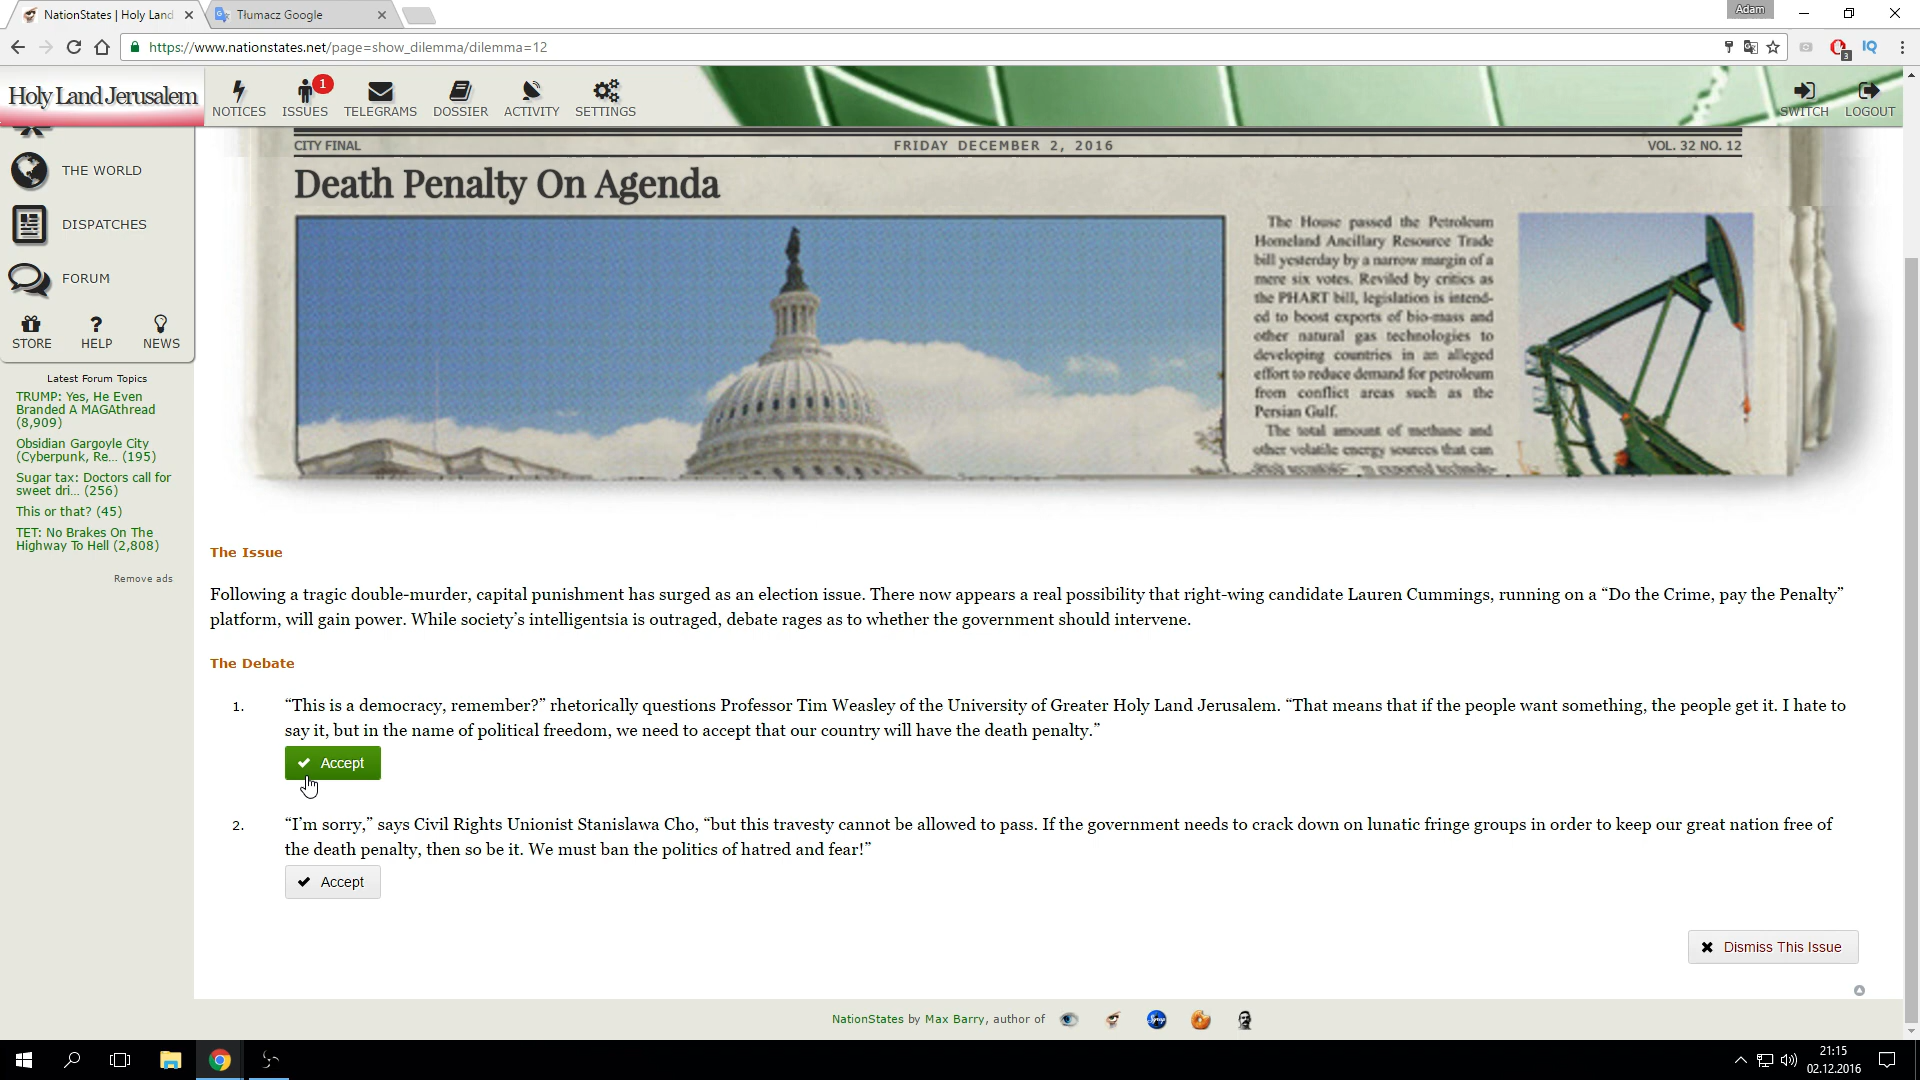 NationStates | Holy Land
Tłumacz Google
Adam
https://www.nationstates.net/page=show_dilemma/dilemma=12
3
IQ
Holy Land Jerusalem
1
NOTICES
ISSUES
TELEGRAMS
DOSSIER
ACTIVITY
SETTINGS
SWITCH
LOGOUT
THE WORLD
DISPATCHES
FORUM
STORE
HELP
NEWS
Latest Forum Topics
TRUMP: Yes, He Even
Branded A MAGAthread
(8,909)
Obsidian Gargoyle City
(Cyberpunk, Re... (195)
Sugar tax: Doctors call for
sweet dri... (256)
This or that? (45)
TET: No Brakes On The
Highway To Hell (2,808)
Remove ads
CITY FINAL
FRIDAY DECEMBER 2, 2016
VOL. 32 NO. 12
Death Penalty On Agenda
The House passed the Petroleum
Homeland Ancillary Resource Trade
bill yesterday by a narrow margin of a
mere six votes. Reviled by critics as
the PHART bill, legislation is intend-
ed to boost exports of bio-mass and
other natural gas technologies to
developing countries in an alleged
effort to reduce demand for petroleum
from conflict areas such as the
Persian Gulf.
The total amount of methane and
other volatile energy sources that can
The Issue
Following a tragic double-murder, capital punishment has surged as an election issue. There now appears a real possibility that right-wing candidate Lauren Cummings, running on a “Do the Crime, pay the Penalty”
platform, will gain power. While society’s intelligentsia is outraged, debate rages as to whether the government should intervene.
The Debate
1. “This is a democracy, remember?” rhetorically questions Professor Tim Weasley of the University of Greater Holy Land Jerusalem. “That means that if the people want something, the people get it. I hate to
say it, but in the name of political freedom, we need to accept that our country will have the death penalty.”
Accept
2. “I’m sorry,” says Civil Rights Unionist Stanislawa Cho, “but this travesty cannot be allowed to pass. If the government needs to crack down on lunatic fringe groups in order to keep our great nation free of
the death penalty, then so be it. We must ban the politics of hatred and fear!”
Accept
Dismiss This Issue
NationStates by Max Barry, author of
21:15
02.12.2016